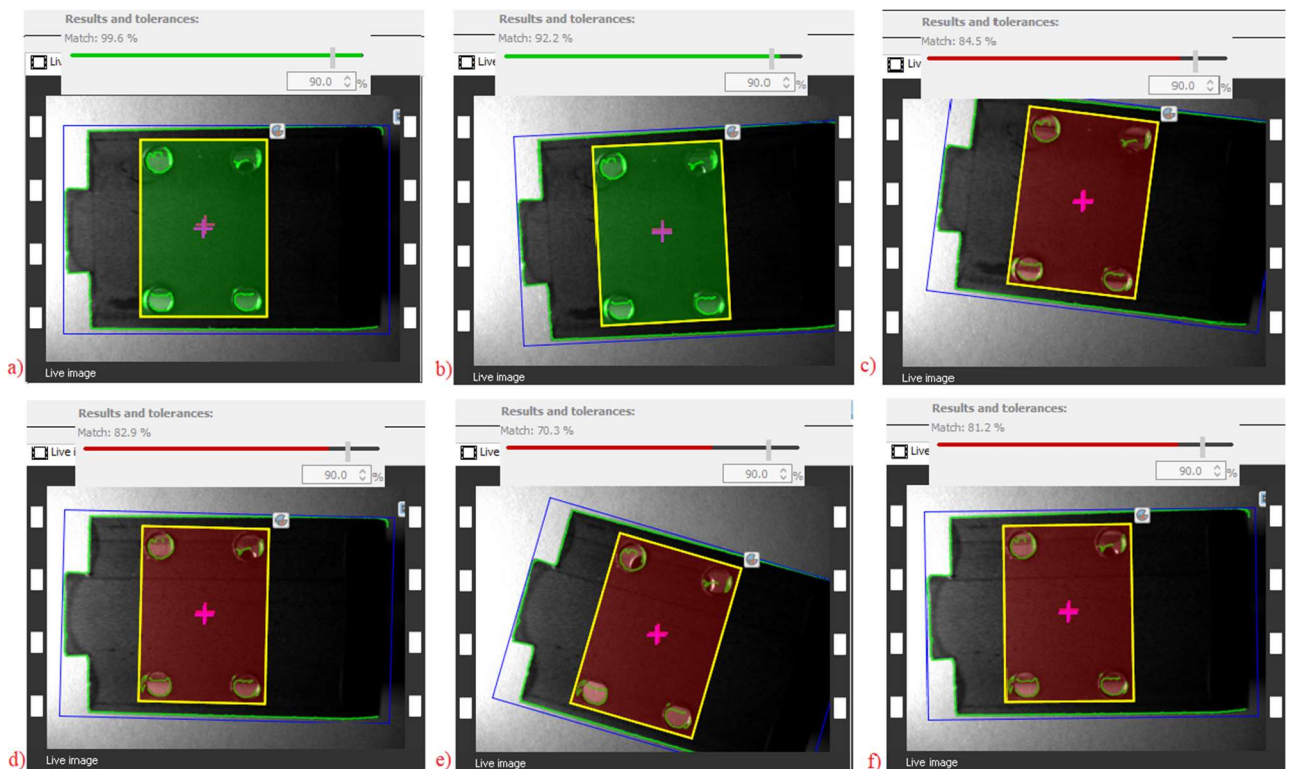 Results and tolerances:
Match: 99.6 %
90.0 %
Live image
a)
Results and tolerances:
Match: 92.2 %
Live
90.0 %
Live image
b)
Results and tolerances:
Match: 84.5 %
Live
90.0 %
Live image
c)
Results and tolerances:
Match: 82.9 %
Live i
90.0 %
Live image
d)
Results and tolerances:
Match: 70.3 %
Live
90.0 %
Live image
e)
Results and tolerances:
Match: 81.2 %
Live
90.0 %
Live image
f)